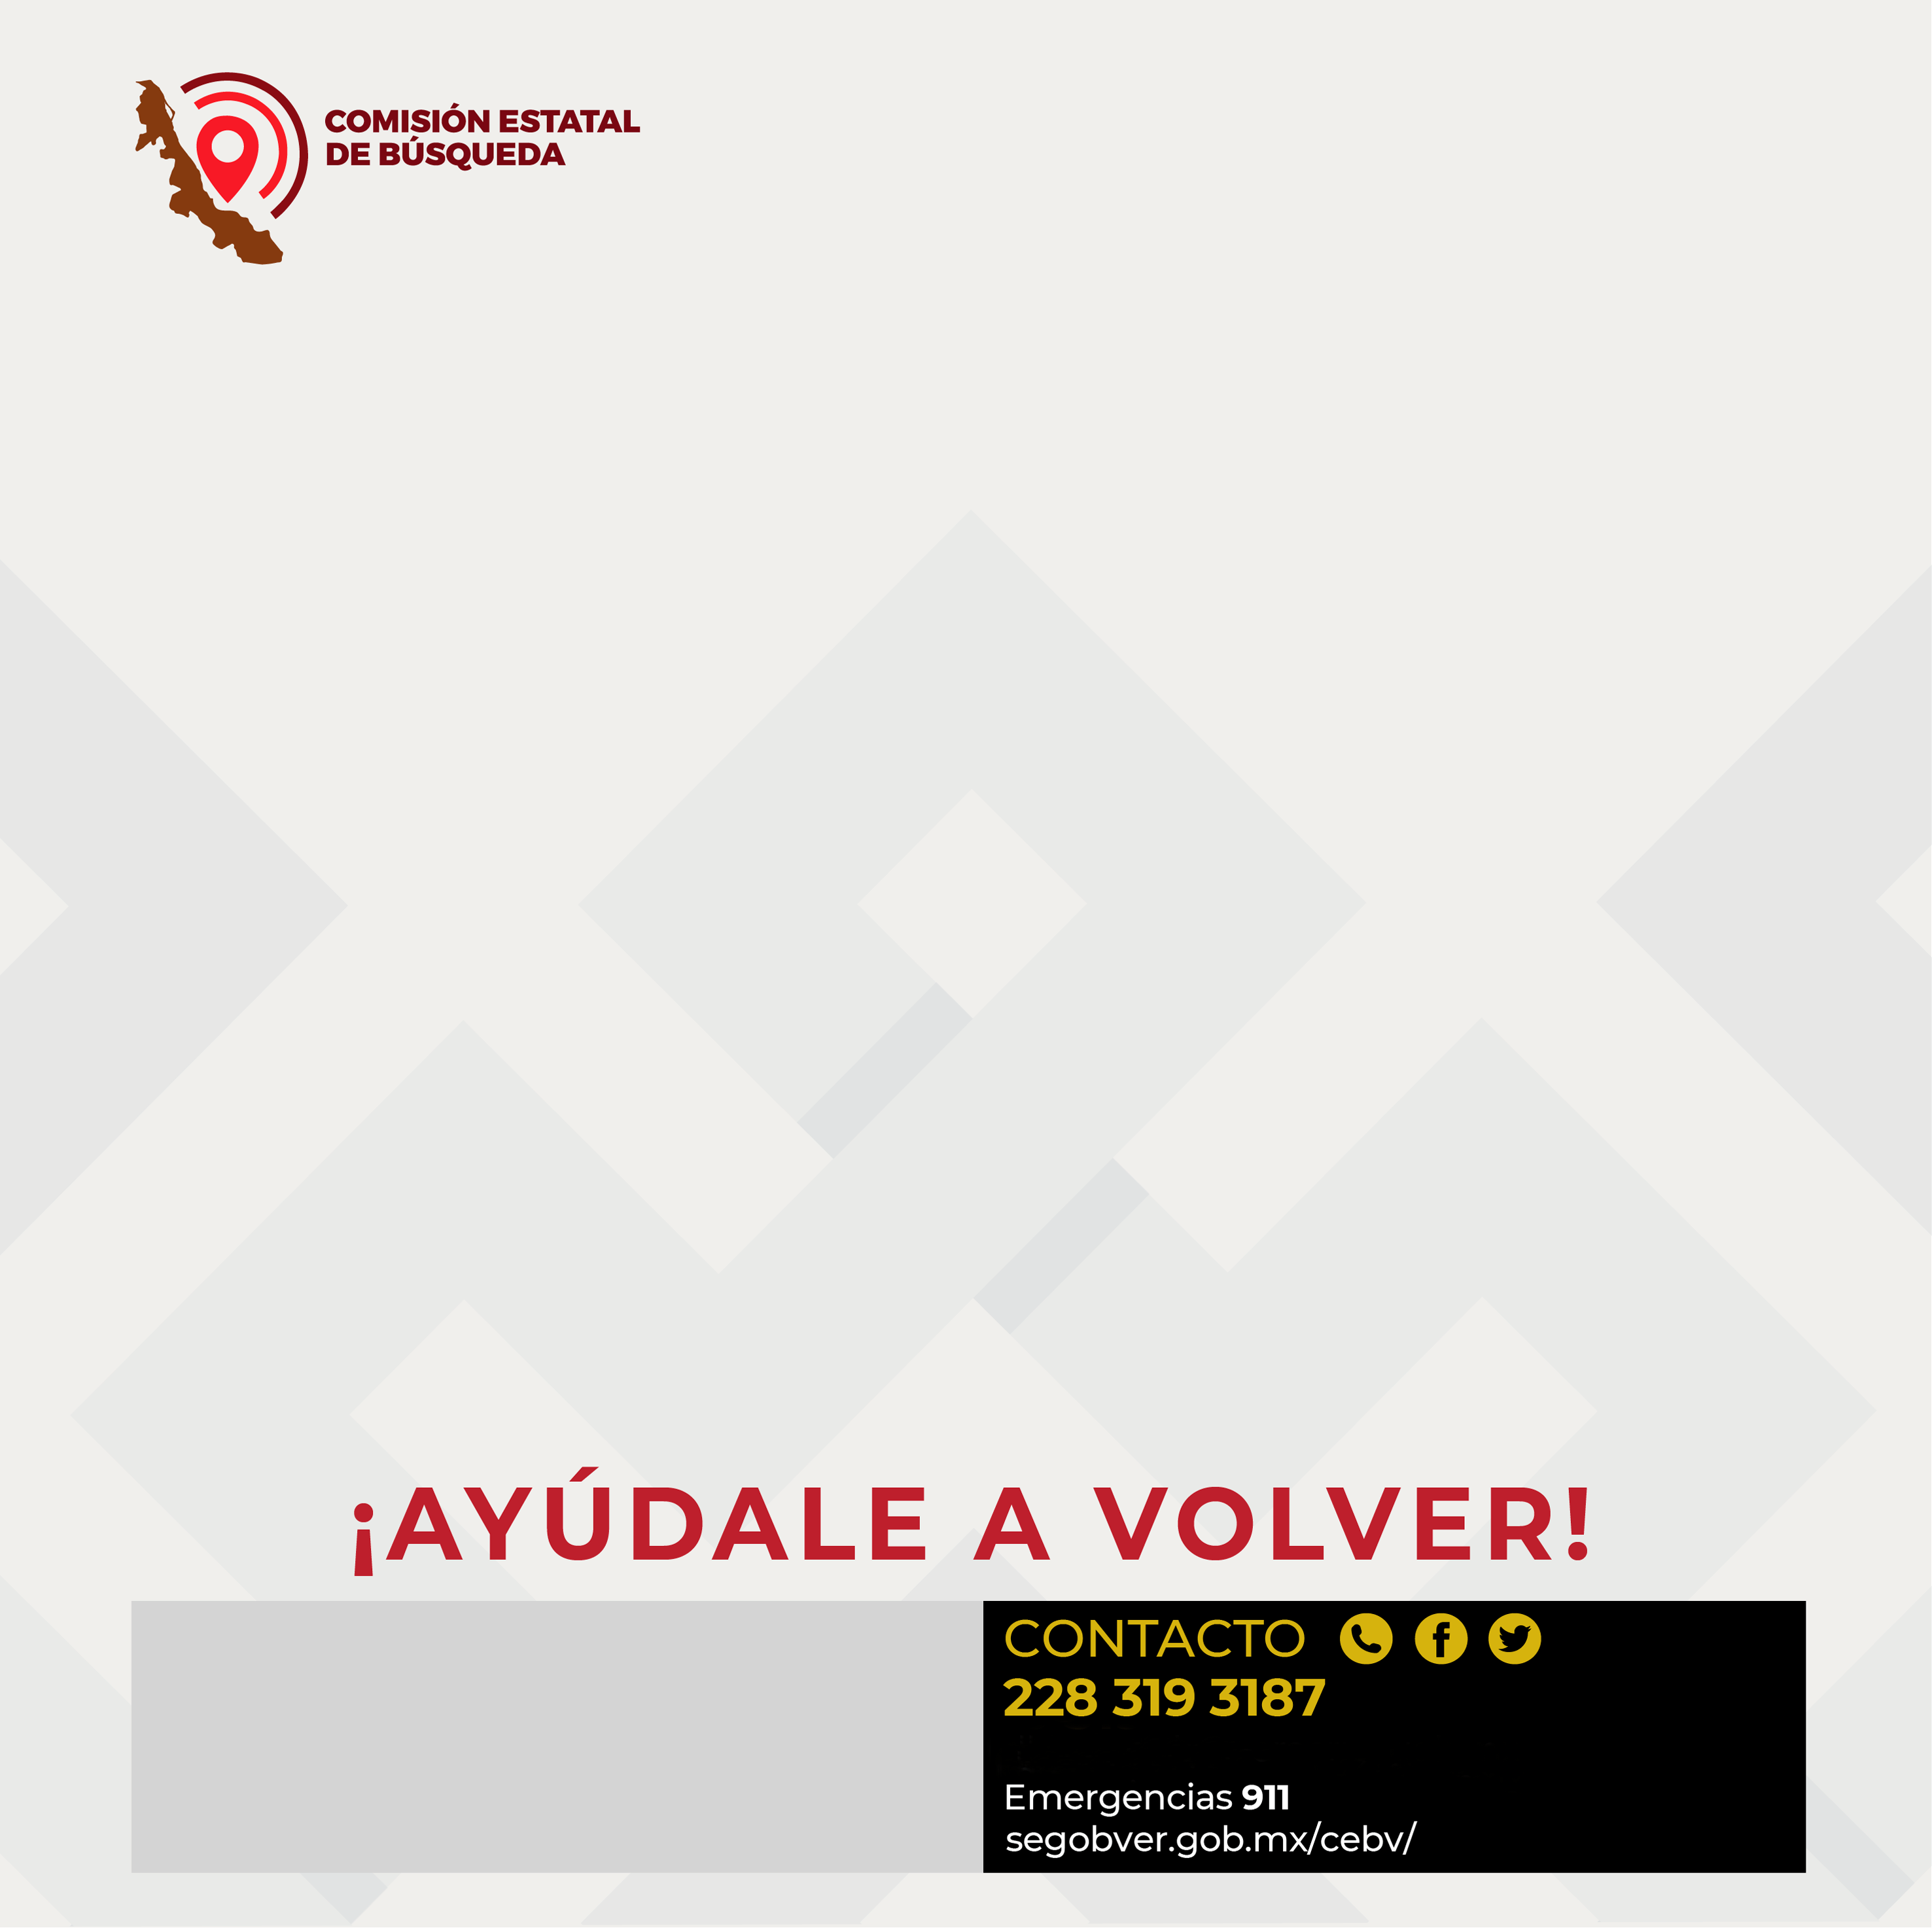 COMISIÓN ESTATAL
DE BÚSQUEDA
¡AYÚDALE A VOLVER!
CONTACTO
228 319 3187
Emergencias 911
segobver.gob.mx/cebv/